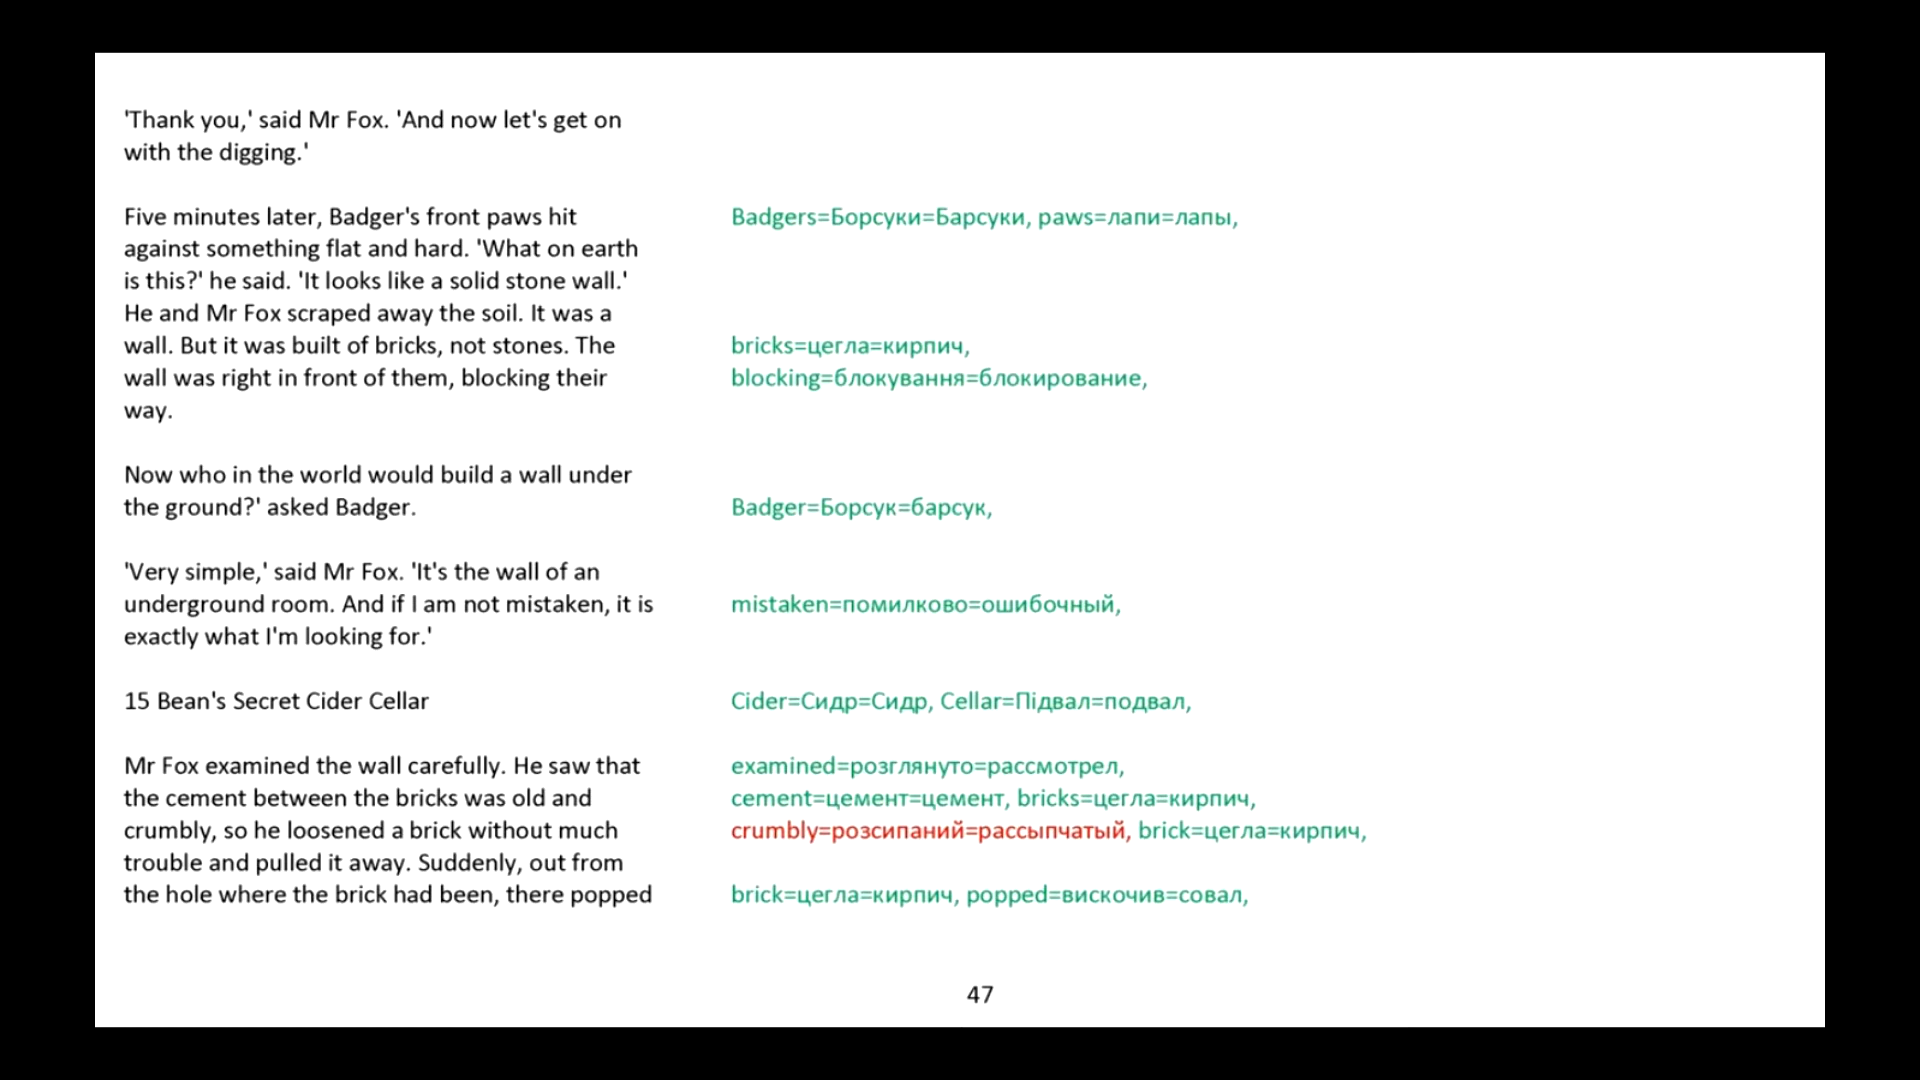 'Thank you,' said Mr Fox. 'And now let's get on
with the digging.'
Five minutes later, Badger's front paws hit
Badgers=Борсуки=Барсуки, paws=лапи=лапы,
against something flat and hard. 'What on earth
is this?' he said. 'It looks like a solid stone wall.'
He and Mr Fox scraped away the soil. It was a
wall. But it was built of bricks, not stones. The
bricks=цегла=кирпич,
wall was right in front of them, blocking their
blocking=блокування=блокирование,
way.
Now who in the world would build a wall under
the ground?' asked Badger.
Badger=Борсук=барсук,
'Very simple,' said Mr Fox. 'It's the wall of an
underground room. And if I am not mistaken, it is
mistaken=помилково=ошибочный,
exactly what I'm looking for.'
15 Bean's Secret Cider Cellar
Cider=Сидр=Сидр, Cellar=Підвал=подвал,
Mr Fox examined the wall carefully. He saw that
examined=розглянуто=рассмотрел,
the cement between the bricks was old and
cement=цемент=цемент, bricks=цегла=кирпич,
crumbly, so he loosened a brick without much
crumbly=розсипаний=рассыпчатый, brick=цегла=кирпич,
trouble and pulled it away. Suddenly, out from
the hole where the brick had been, there popped
brick=цегла=кирпич, popped=вискочив=совал,
47